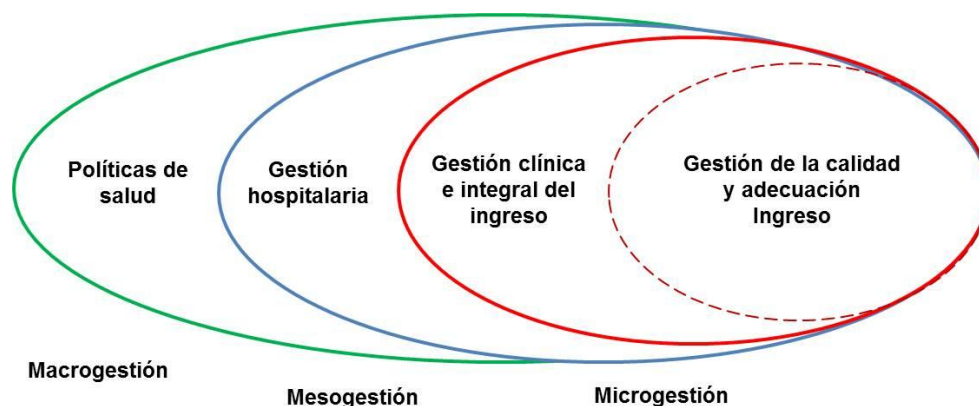 Políticas de
salud
Gestión
hospitalaria
Gestión clínica
e integral del
ingreso
Gestión de la calidad
y adecuación
Ingreso
Macrogestión
Mesogestión
Microgestión